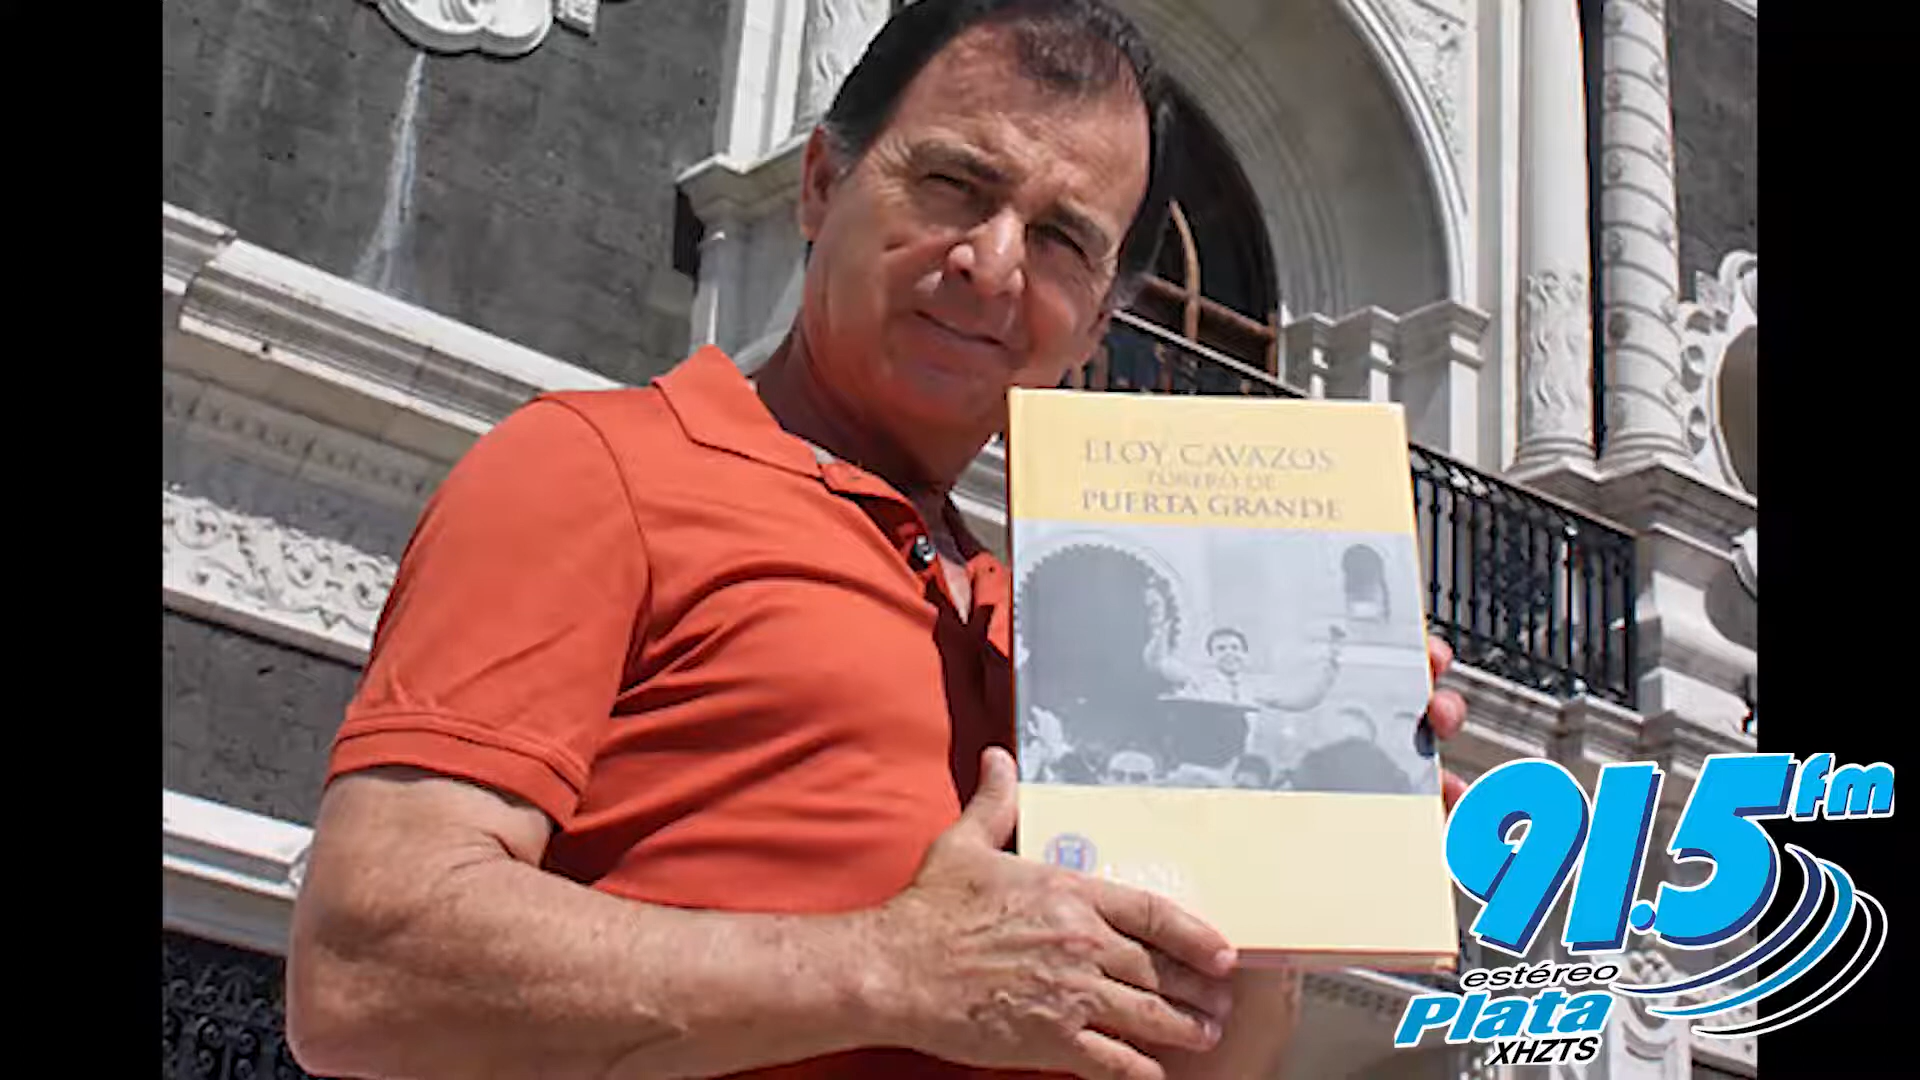 ELOY CAVAZOS
TORERO DE
PUERTA GRANDE
91.5 fm
estéreo
Plata
XHZTS